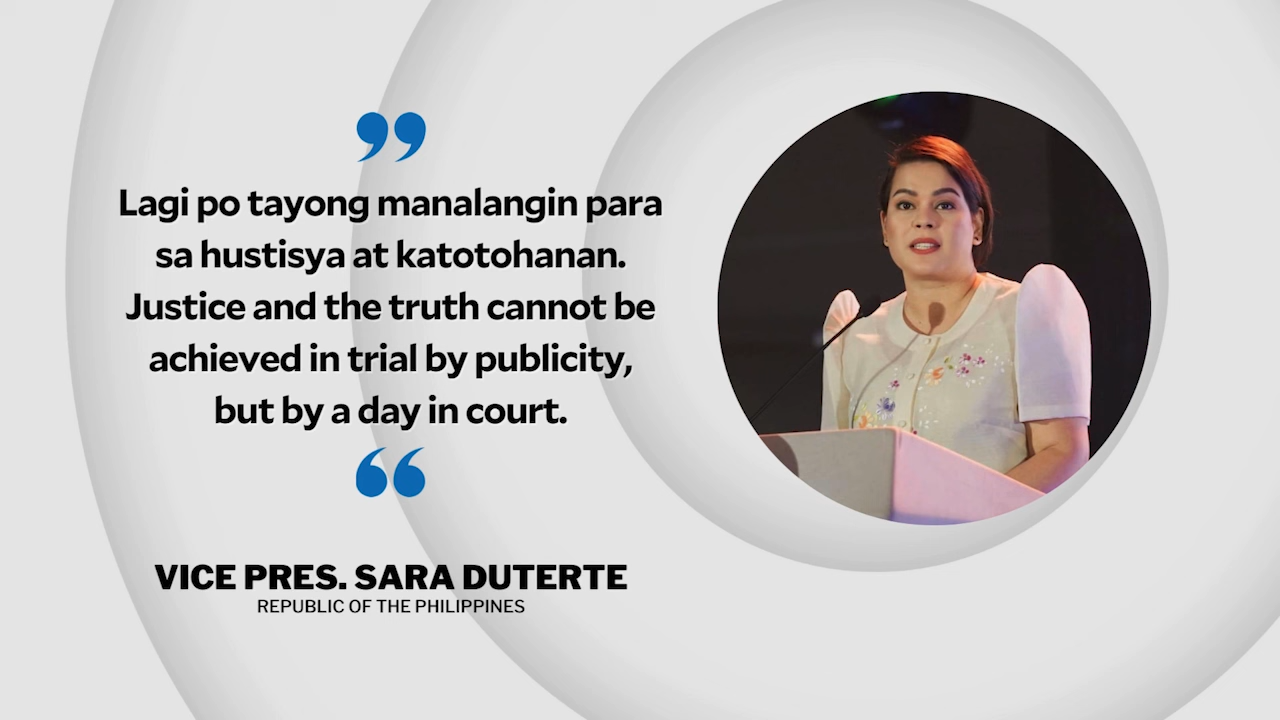 ”
Lagi po tayong manalangin para
sa hustisya at katotohanan.
Justice and the truth cannot be
achieved in trial by publicity,
but by a day in court.
“
VICE PRES. SARA DUTERTE
REPUBLIC OF THE PHILIPPINES